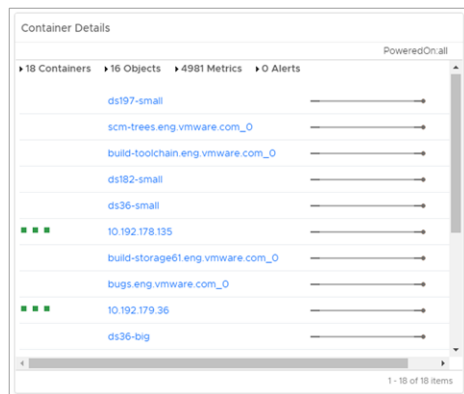 Container Details
PoweredOn:all
18 Containers 16 Objects 4981 Metrics 0 Alerts
ds197-small
scm-trees.eng.vmware.com_0
build-toolchain.eng.vmware.com_0
ds182-small
ds36-small
10.192.178.135
build-storage61.eng.vmware.com_0
bugs.eng.vmware.com_0
10.192.179.36
ds36-big
1 - 18 of 18 items